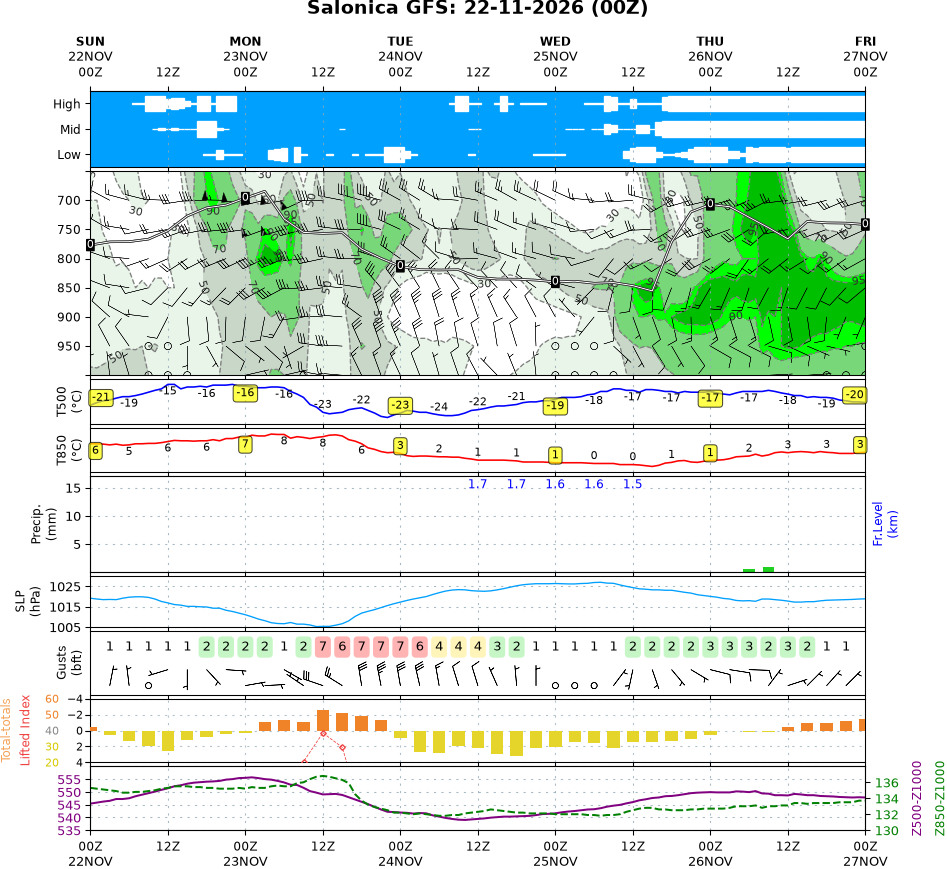 Salonica GFS: 22-11-2026 (00Z)
SUN MON TUE WED THU FRI
22NOV 23NOV 24NOV 25NOV 26NOV 27NOV
00Z 12Z 00Z 12Z 00Z 12Z 00Z 12Z 00Z 12Z 00Z
High
Mid
Low
700
750
800
850
900
950
0 0 0 0 0 0
T500 (°C)
-21 -19 -15 -16 -16 -16 -23 -22 -23 -24 -22 -21 -19 -18 -17 -17 -17 -17 -18 -19 -20
T850 (°C)
6 5 6 6 7 8 8 6 3 2 1 1 1 0 0 1 1 2 3 3 3
Precip. (mm)
15
10
5
1.7 1.7 1.6 1.6 1.5
Fr.Level (km)
SLP (hPa)
1025
1015
1005
Gusts (bft)
1 1 1 1 1 2 2 2 2 1 2 7 6 7 7 7 6 4 4 4 3 2 1 1 1 1 1 2 2 2 2 3 3 3 2 3 2 1 1
Total-totals
Lifted Index
60 -4
50 -2
40 0
30 2
20 4
555
550
545
540
535
136
134
132
130
Z500-Z1000
Z850-Z1000
00Z 12Z 00Z 12Z 00Z 12Z 00Z 12Z 00Z 12Z 00Z
22NOV 23NOV 24NOV 25NOV 26NOV 27NOV